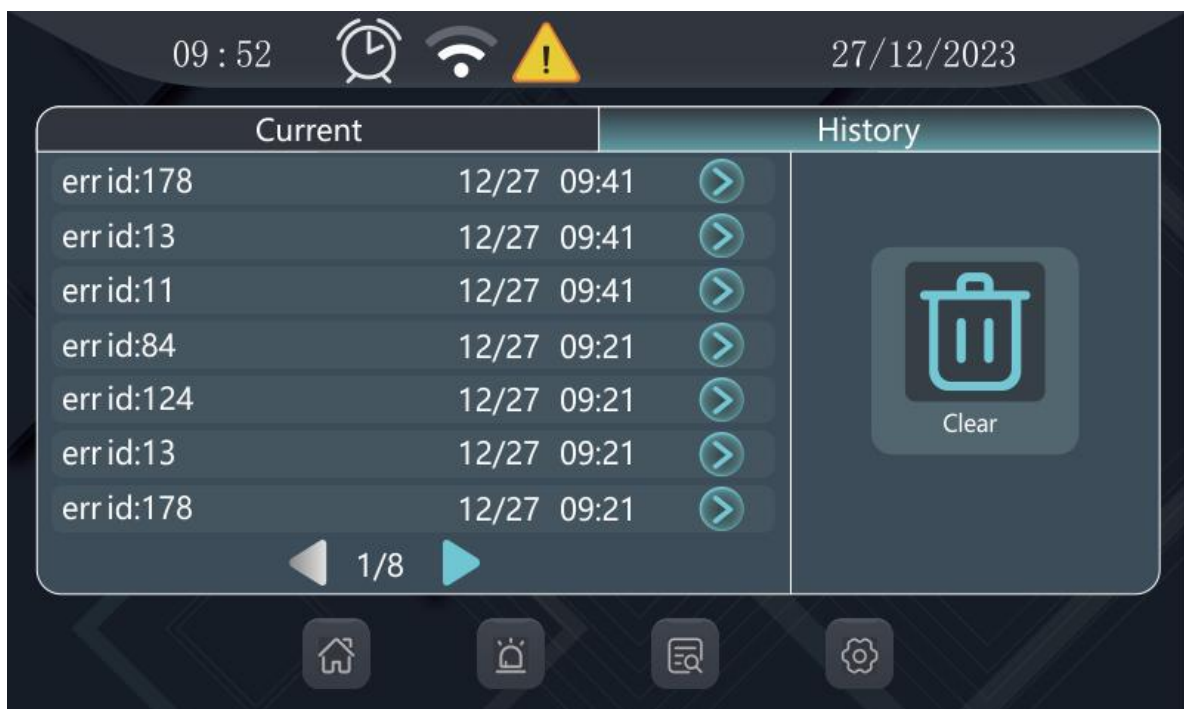 09 : 52 27/12/2023
Current History
err id:178 12/27 09:41
err id:13 12/27 09:41
err id:11 12/27 09:41
err id:84 12/27 09:21
err id:124 12/27 09:21
err id:13 12/27 09:21
err id:178 12/27 09:21
1/8
Clear